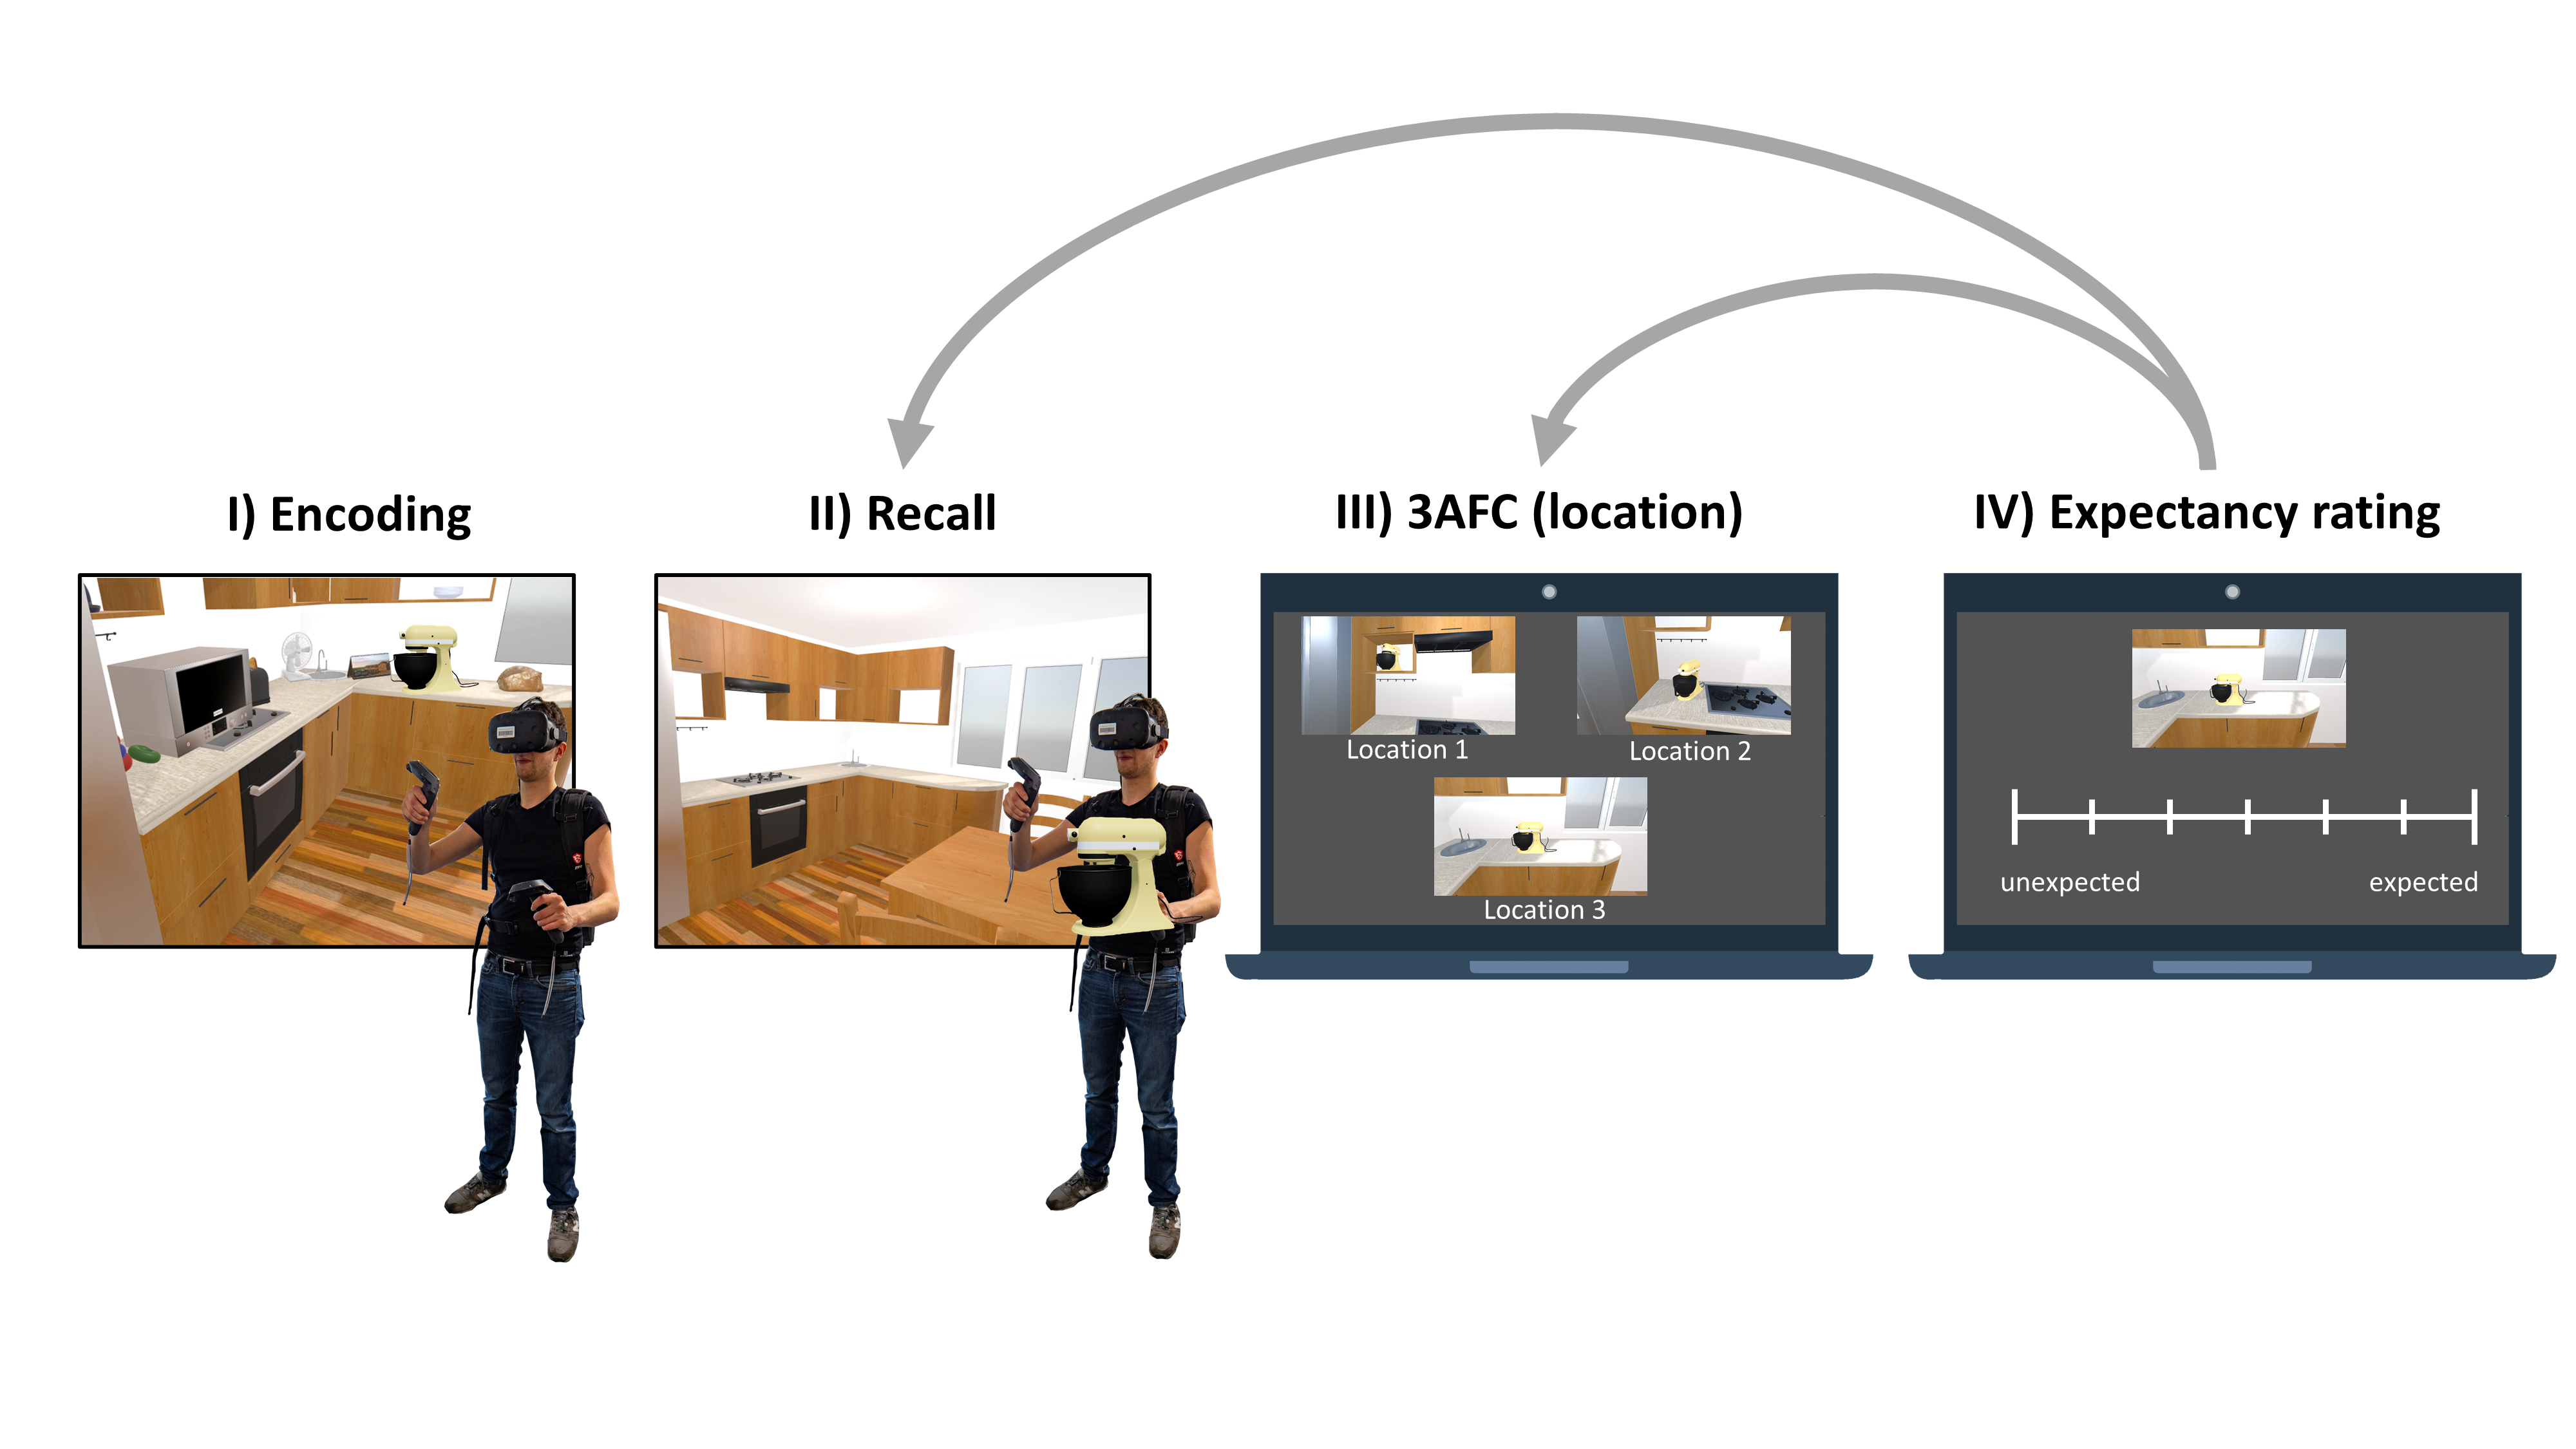 I) Encoding
II) Recall
III) 3AFC (location)
IV) Expectancy rating
Location 1
Location 2
Location 3
unexpected
expected